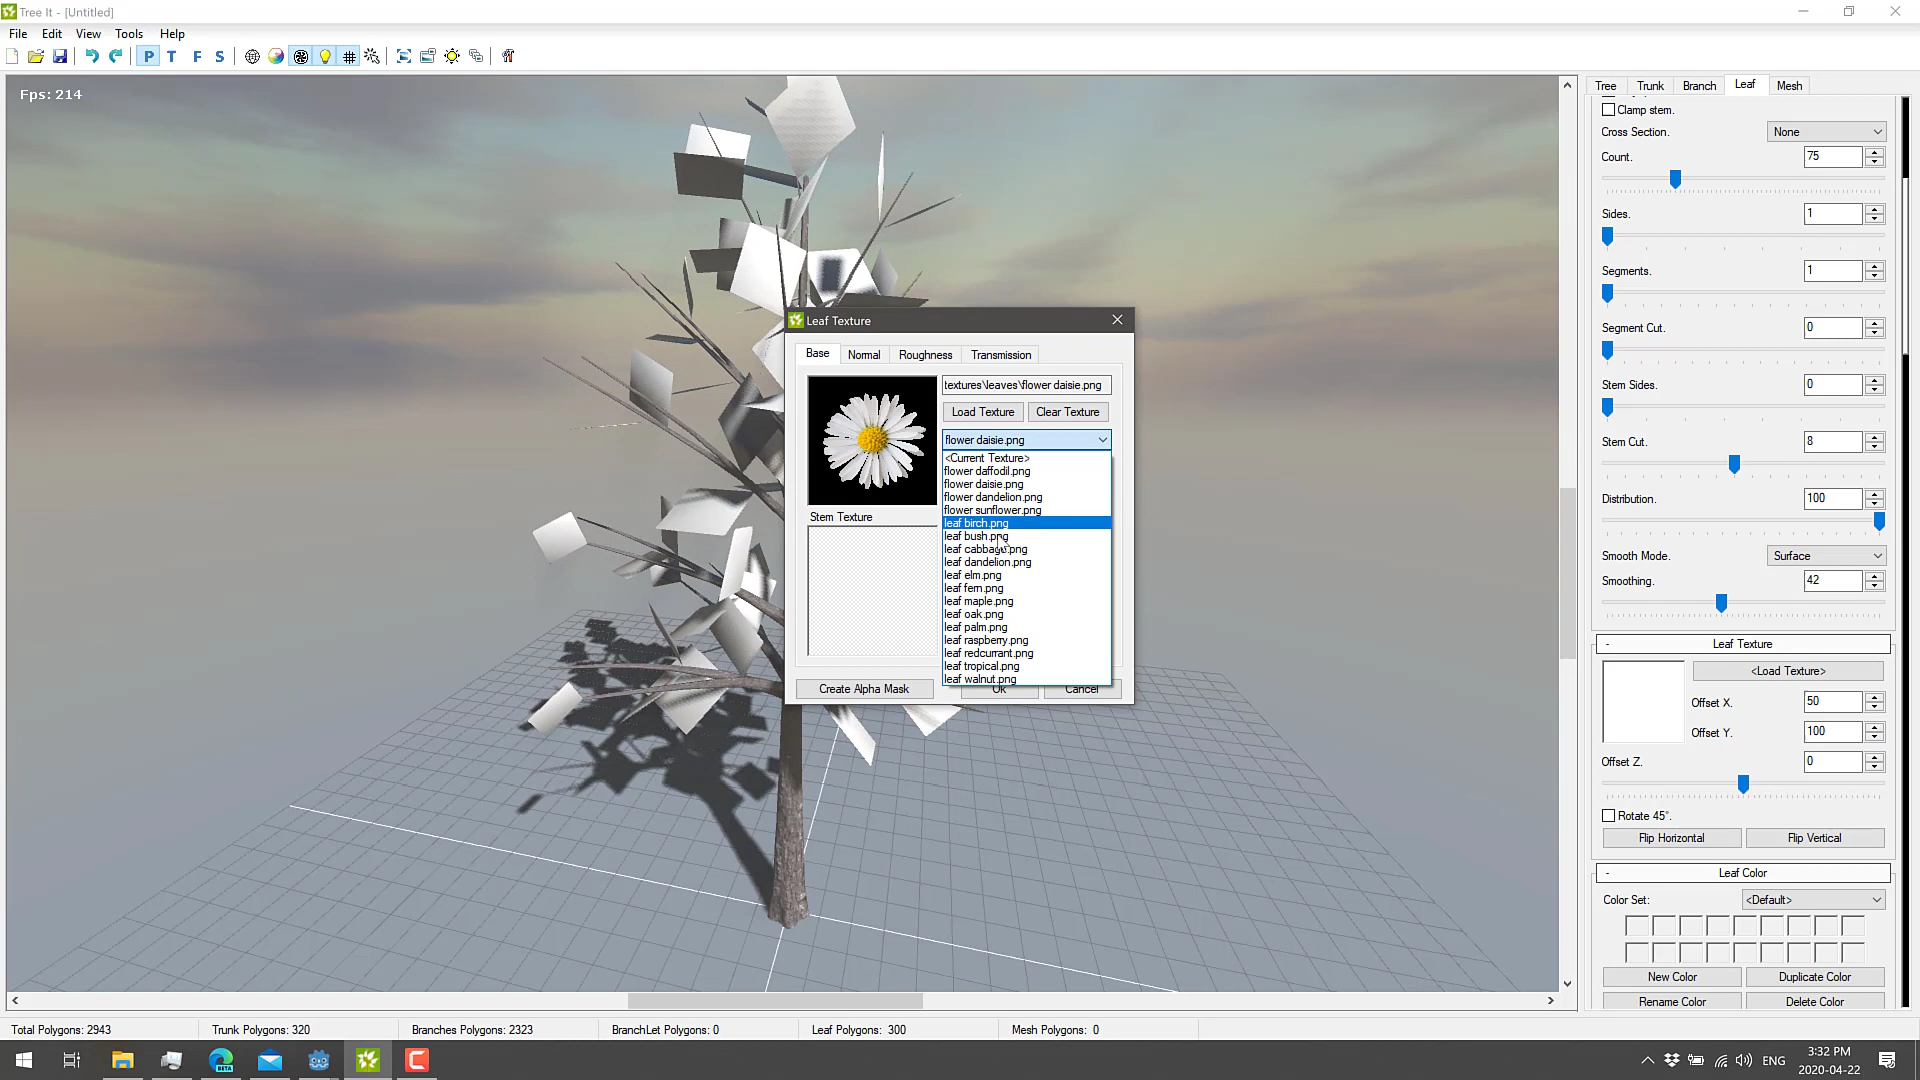 Tree It - [Untitled]
File Edit View Tools Help
P T F S
Fps: 214
Tree Trunk Branch Leaf Mesh
Clamp stem.
Cross Section. None
Count. 75
Sides. 1
Segments. 1
Segment Cut. 0
Stem Sides. 0
Stem Cut. 8
Distribution. 100
Smooth Mode. Surface
Smoothing. 42
- Leaf Texture
<Load Texture>
Offset X. 50
Offset Y. 100
Offset Z. 0
Rotate 45°.
Flip Horizontal Flip Vertical
- Leaf Color
Color Set: <Default>
New Color Duplicate Color
Rename Color Delete Color
Leaf Texture
Base Normal Roughness Transmission
textures\leaves\flower daisie.png
Load Texture Clear Texture
flower daisie.png
<Current Texture>
flower daffodil.png
flower daisie.png
flower dandelion.png
flower sunflower.png
leaf birch.png
leaf bush.png
leaf cabbage.png
leaf dandelion.png
leaf elm.png
leaf fern.png
leaf maple.png
leaf oak.png
leaf palm.png
leaf raspberry.png
leaf redcurrant.png
leaf tropical.png
leaf walnut.png
Stem Texture
Create Alpha Mask Ok Cancel
Total Polygons: 2943 Trunk Polygons: 320 Branches Polygons: 2323 BranchLet Polygons: 0 Leaf Polygons: 300 Mesh Polygons: 0
BETA
ENG
3:32 PM
2020-04-22